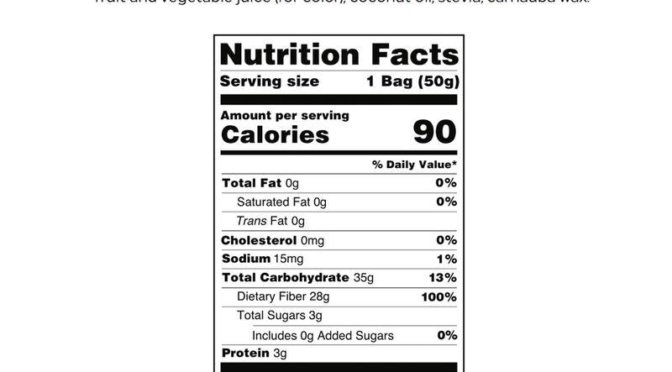 fruit and vegetable juice (for color), coconut oil, stevia, carnauba wax.
Nutrition Facts
Serving size 1 Bag (50g)
Amount per serving
Calories 90
% Daily Value*
Total Fat 0g 0%
Saturated Fat 0g 0%
Trans Fat 0g
Cholesterol 0mg 0%
Sodium 15mg 1%
Total Carbohydrate 35g 13%
Dietary Fiber 28g 100%
Total Sugars 3g
Includes 0g Added Sugars 0%
Protein 3g